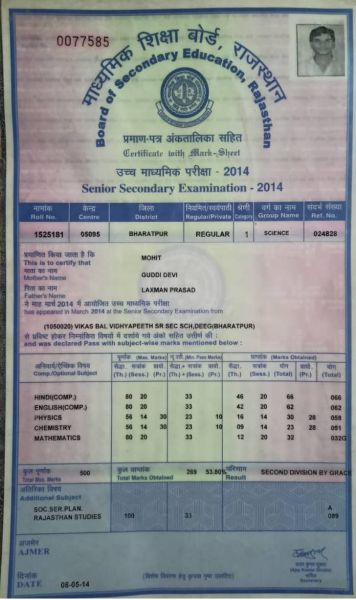 0077585
माध्यमिक शिक्षा बोर्ड, राजस्थान
Board of Secondary Education, Rajasthan
प्रमाण-पत्र अंकतालिका सहित
Certificate with Mark-Sheet
उच्च माध्यमिक परीक्षा - 2014
Senior Secondary Examination - 2014
नामांक केन्द्र जिला नियमित/स्वयंपाठी श्रेणी वर्ग का नाम संदर्भ संख्या
Roll No. Centre District Regular/Private Category Group Name Ref. No.
1525181 05095 BHARATPUR REGULAR 1 SCIENCE 024828
प्रमाणित किया जाता है कि
This is to certify that MOHIT
माता का नाम
Mother's Name GUDDI DEVI
पिता का नाम
Father's Name LAXMAN PRASAD
ने माह मार्च 2014 में आयोजित उच्च माध्यमिक परीक्षा
has appeared in March 2014 at the Senior Secondary Examination from
(1050020) VIKAS BAL VIDHYAPEETH SR SEC SCH,DEEG(BHARATPUR)
से प्रविष्ट होकर निम्नांकित विषयों में दर्शाये गये अंकों सहित उत्तीर्ण की :
and was declared Pass with subject-wise marks mentioned below :
पूर्णांक (Max. Marks) न्यू.उत्ती. (Min. Pass Marks) प्राप्तांक (Marks Obtained)
अनिवार्य/ऐच्छिक विषय सैद्धा. सत्रांक प्रायो. सैद्धा.+सत्रांक प्रायो. सैद्धा. सत्रांक योग प्रायो. योग
Comp./Optional Subject (Th.) (Sess.) (Pr.) (Th.)+(Sess.) (Pr.) (Th.) (Sess.) (Total) (Pr.) (Total)
HINDI(COMP.) 80 20 33 46 20 66 066
ENGLISH(COMP.) 80 20 33 42 20 62 062
PHYSICS 56 14 30 23 10 16 14 30 28 058
CHEMISTRY 56 14 30 23 10 09 14 23 28 051
MATHEMATICS 80 20 33 12 20 32 032G
कुल पूर्णांक 500 कुल प्राप्तांक 269 53.80% परिणाम SECOND DIVISION BY GRACE
Total Max. Marks Total Marks Obtained Result
अतिरिक्त विषय
Additional Subject
SOC.SER.PLAN. A
RAJASTHAN STUDIES 100 33 089
अजमेर
AJMER
सचिव
Secretary
दिनांक
DATE 08-05-14